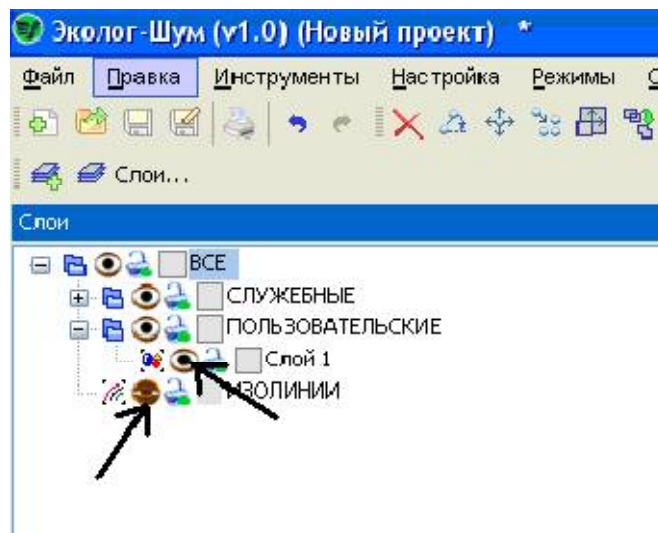 Эколог-Шум (v1.0) (Новый проект) *
Файл Правка Инструменты Настройка Режимы
Слои...
Слои
ВСЕ
СЛУЖЕБНЫЕ
ПОЛЬЗОВАТЕЛЬСКИЕ
Слой 1
ИЗОЛИНИИ